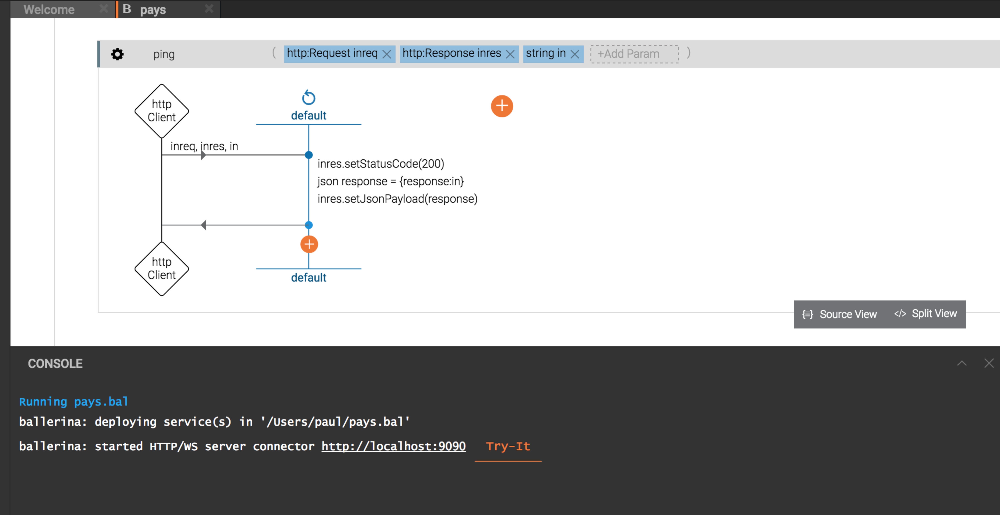 Welcome B pays
ping ( http:Request inreq http:Response inres string in +Add Param )
http
Client
default
inreq, inres, in
inres.setStatusCode(200)
json response = {response:in}
inres.setJsonPayload(response)
http
Client
default
Source View </> Split View
CONSOLE
Running pays.bal
ballerina: deploying service(s) in '/Users/paul/pays.bal'
ballerina: started HTTP/WS server connector http://localhost:9090 Try-It